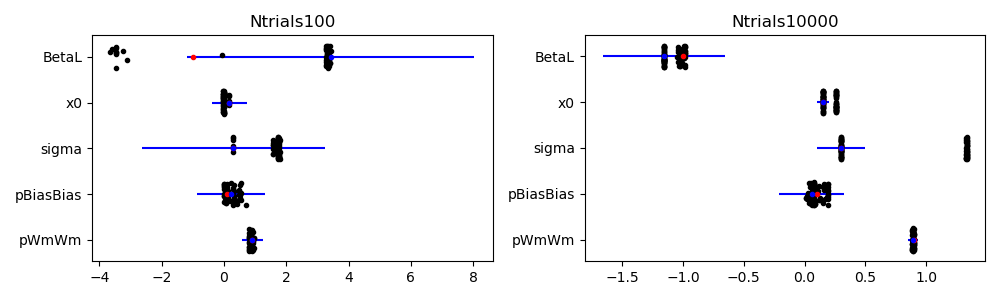 Ntrials100
BetaL
x0
sigma
pBiasBias
pWmWm
−4 −2 0 2 4 6 8
Ntrials10000
BetaL
x0
sigma
pBiasBias
pWmWm
−1.5 −1.0 −0.5 0.0 0.5 1.0